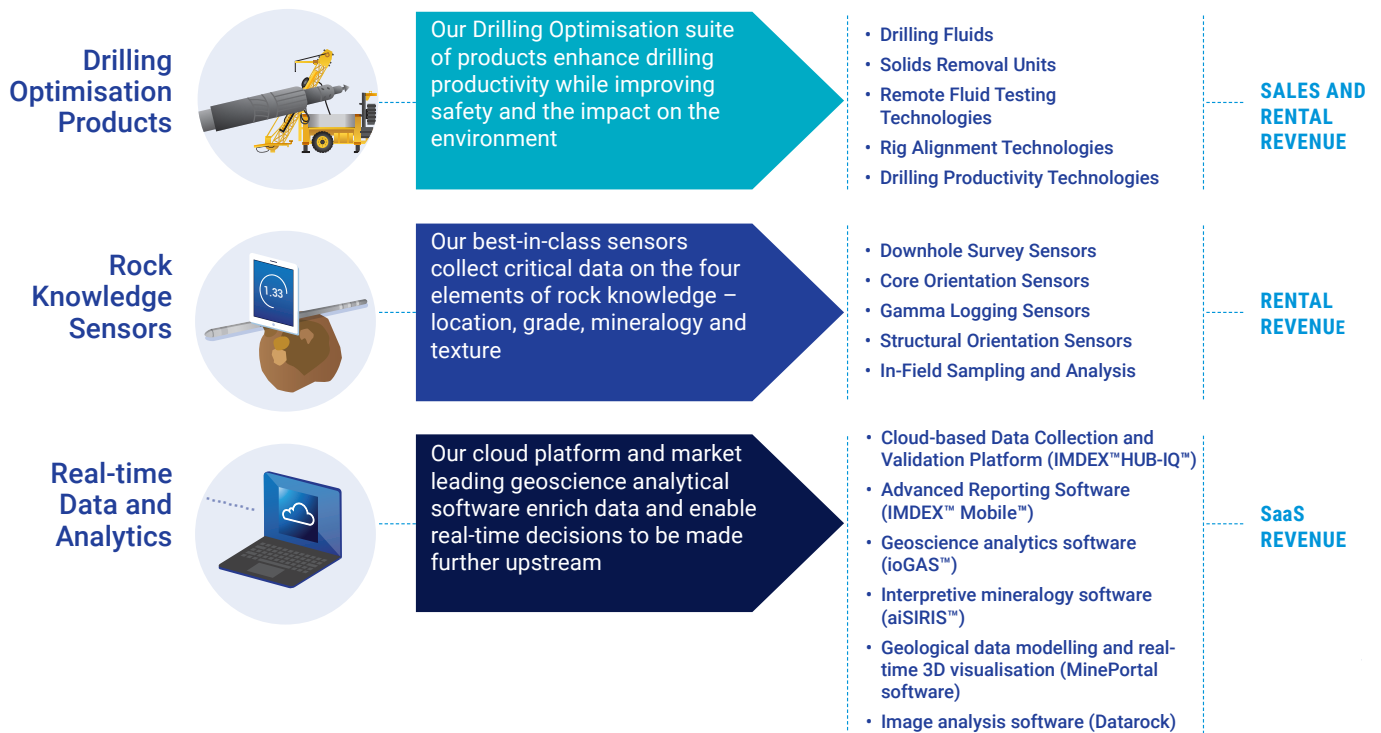 Drilling
Optimisation
Products
Our Drilling Optimisation suite
of products enhance drilling
productivity while improving
safety and the impact on the
environment
• Drilling Fluids
• Solids Removal Units
• Remote Fluid Testing
Technologies
• Rig Alignment Technologies
• Drilling Productivity Technologies
SALES AND
RENTAL
REVENUE
Rock
Knowledge
Sensors
1.33
Our best-in-class sensors
collect critical data on the four
elements of rock knowledge –
location, grade, mineralogy and
texture
• Downhole Survey Sensors
• Core Orientation Sensors
• Gamma Logging Sensors
• Structural Orientation Sensors
• In-Field Sampling and Analysis
RENTAL
REVENUE
Real-time
Data and
Analytics
Our cloud platform and market
leading geoscience analytical
software enrich data and enable
real-time decisions to be made
further upstream
• Cloud-based Data Collection and
Validation Platform (IMDEX™HUB-IQ™)
• Advanced Reporting Software
(IMDEX™ Mobile™)
• Geoscience analytics software
(ioGAS™)
• Interpretive mineralogy software
(aiSIRIS™)
• Geological data modelling and real-
time 3D visualisation (MinePortal
software)
• Image analysis software (Datarock)
SaaS
REVENUE